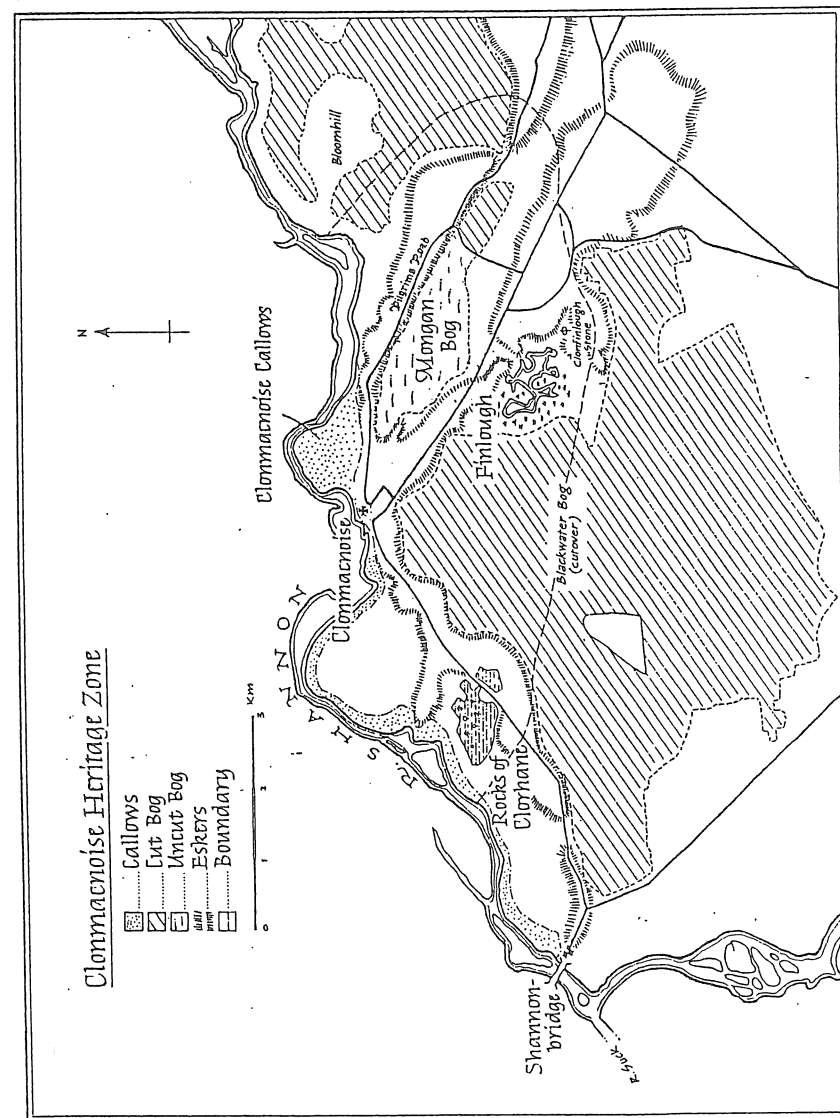 Clonmacnoise Heritage Zone
Callows
Cut Bog
Uncut Bog
Eskers
Boundary
0 1 2 3 Km
N
R. SHANNON
Clonmacnoise Callows
Clonmacnoise
Bloomhill
Pilgrims Road
Mongan
Bog
Finlough
Clonfinlough
Stone
Blackwater Bog
(cutover)
Rocks of
Clorhane
Shannon-
bridge
R. Suck